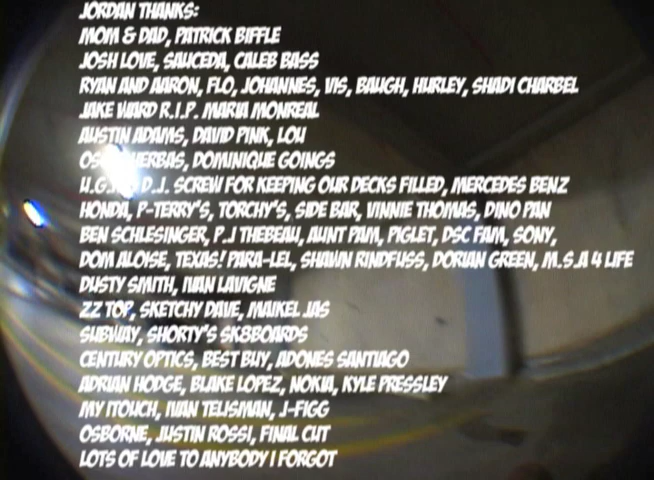 JORDAN THANKS:
MOM & DAD, PATRICK BIFFLE
JOSH LOVE, SAUCEDA, CALEB BASS
RYAN AND AARON, FLO, JOHANNES, VIS, BAUGH, HURLEY, SHADI CHARBEL
JAKE WARD R.I.P. MARIA MONREAL
AUSTIN ADAMS, DAVID PINK, LOU
DOMINIQUE GOINGS
D.J. SCREW FOR KEEPING OUR DECKS FILLED, MERCEDES BENZ
HONDA, P-TERRY'S, TORCHY'S, SIDE BAR, VINNIE THOMAS, DINO PAN
BEN SCHLESINGER, P.J THEBEAU, AUNT PAM, PIGLET, DSC FAM, SONY,
DOM ALOISE, TEXAS! PARA-LEL, SHAWN RINDFUSS, DORIAN GREEN, M.S.A 4 LIFE
DUSTY SMITH, IVAN LAVIGNE
ZZ TOP, SKETCHY DAVE, MAIKEL JAS
SUBWAY, SHORTY'S SK8BOARDS
CENTURY OPTICS, BEST BUY, ADONES SANTIAGO
ADRIAN HODGE, BLAKE LOPEZ, NOKIA, KYLE PRESSLEY
MY ITOUCH, IVAN TELISMAN, J-FIGG
OSBORNE, JUSTIN ROSSI, FINAL CUT
LOTS OF LOVE TO ANYBODY I FORGOT